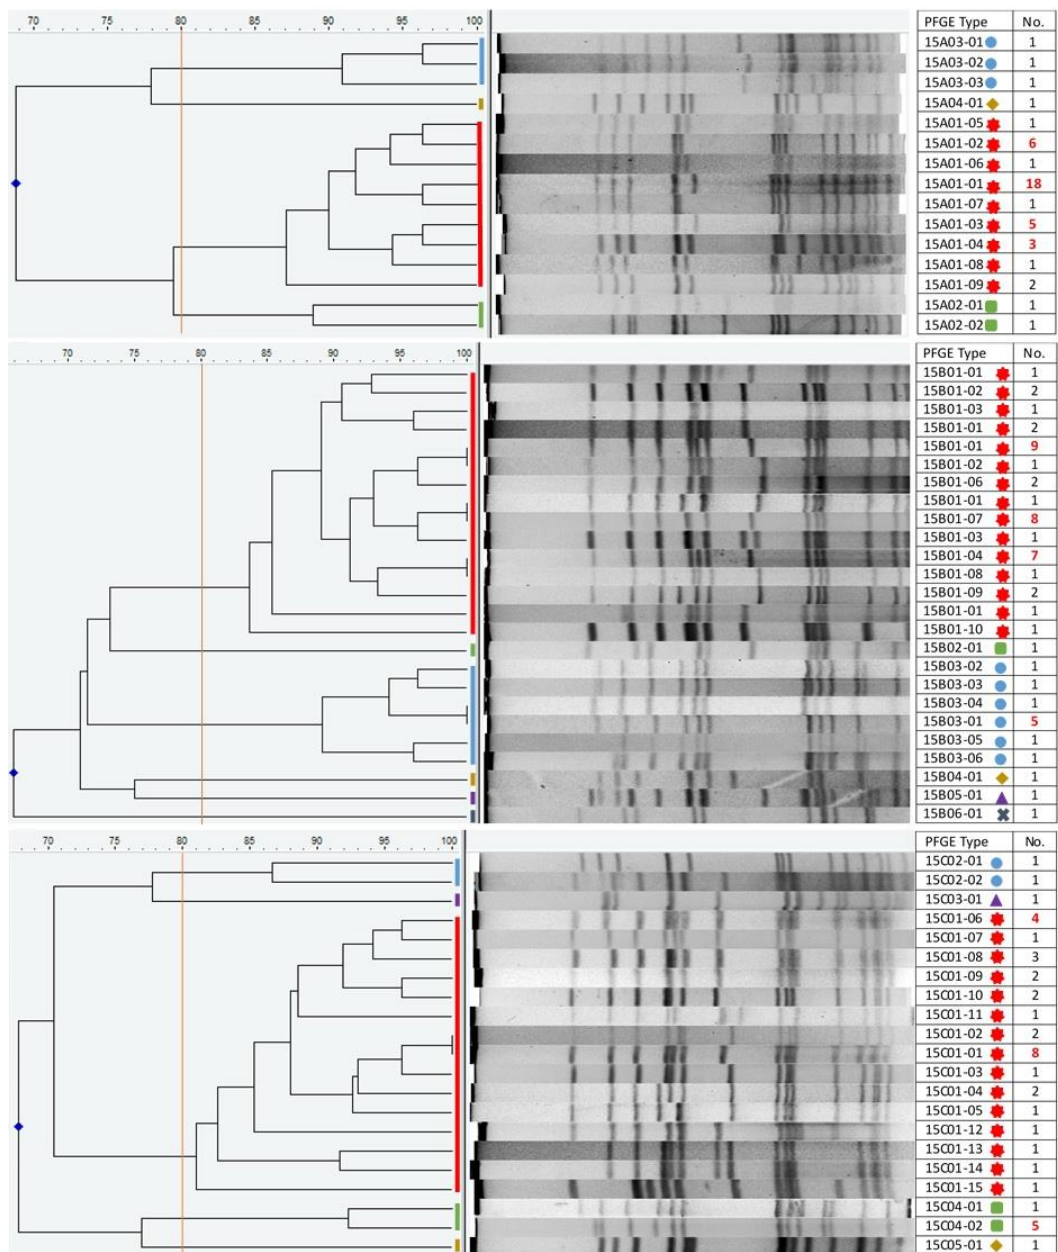 70 75 80 85 90 95 100
PFGE Type No.
15A03-01 1
15A03-02 1
15A03-03 1
15A04-01 1
15A01-05 1
15A01-02 6
15A01-06 1
15A01-01 18
15A01-07 1
15A01-03 5
15A01-04 3
15A01-08 1
15A01-09 2
15A02-01 1
15A02-02 1
70 75 80 85 90 95 100
PFGE Type No.
15B01-01 1
15B01-02 2
15B01-03 1
15B01-01 2
15B01-01 9
15B01-02 1
15B01-06 2
15B01-01 1
15B01-07 8
15B01-03 1
15B01-04 7
15B01-08 1
15B01-09 2
15B01-01 1
15B01-10 1
15B02-01 1
15B03-02 1
15B03-03 1
15B03-04 1
15B03-01 5
15B03-05 1
15B03-06 1
15B04-01 1
15B05-01 1
15B06-01 1
70 75 80 85 90 95 100
PFGE Type No.
15C02-01 1
15C02-02 1
15C03-01 1
15C01-06 4
15C01-07 1
15C01-08 3
15C01-09 2
15C01-10 2
15C01-11 1
15C01-02 2
15C01-01 8
15C01-03 1
15C01-04 2
15C01-05 1
15C01-12 1
15C01-13 1
15C01-14 1
15C01-15 1
15C04-01 1
15C04-02 5
15C05-01 1